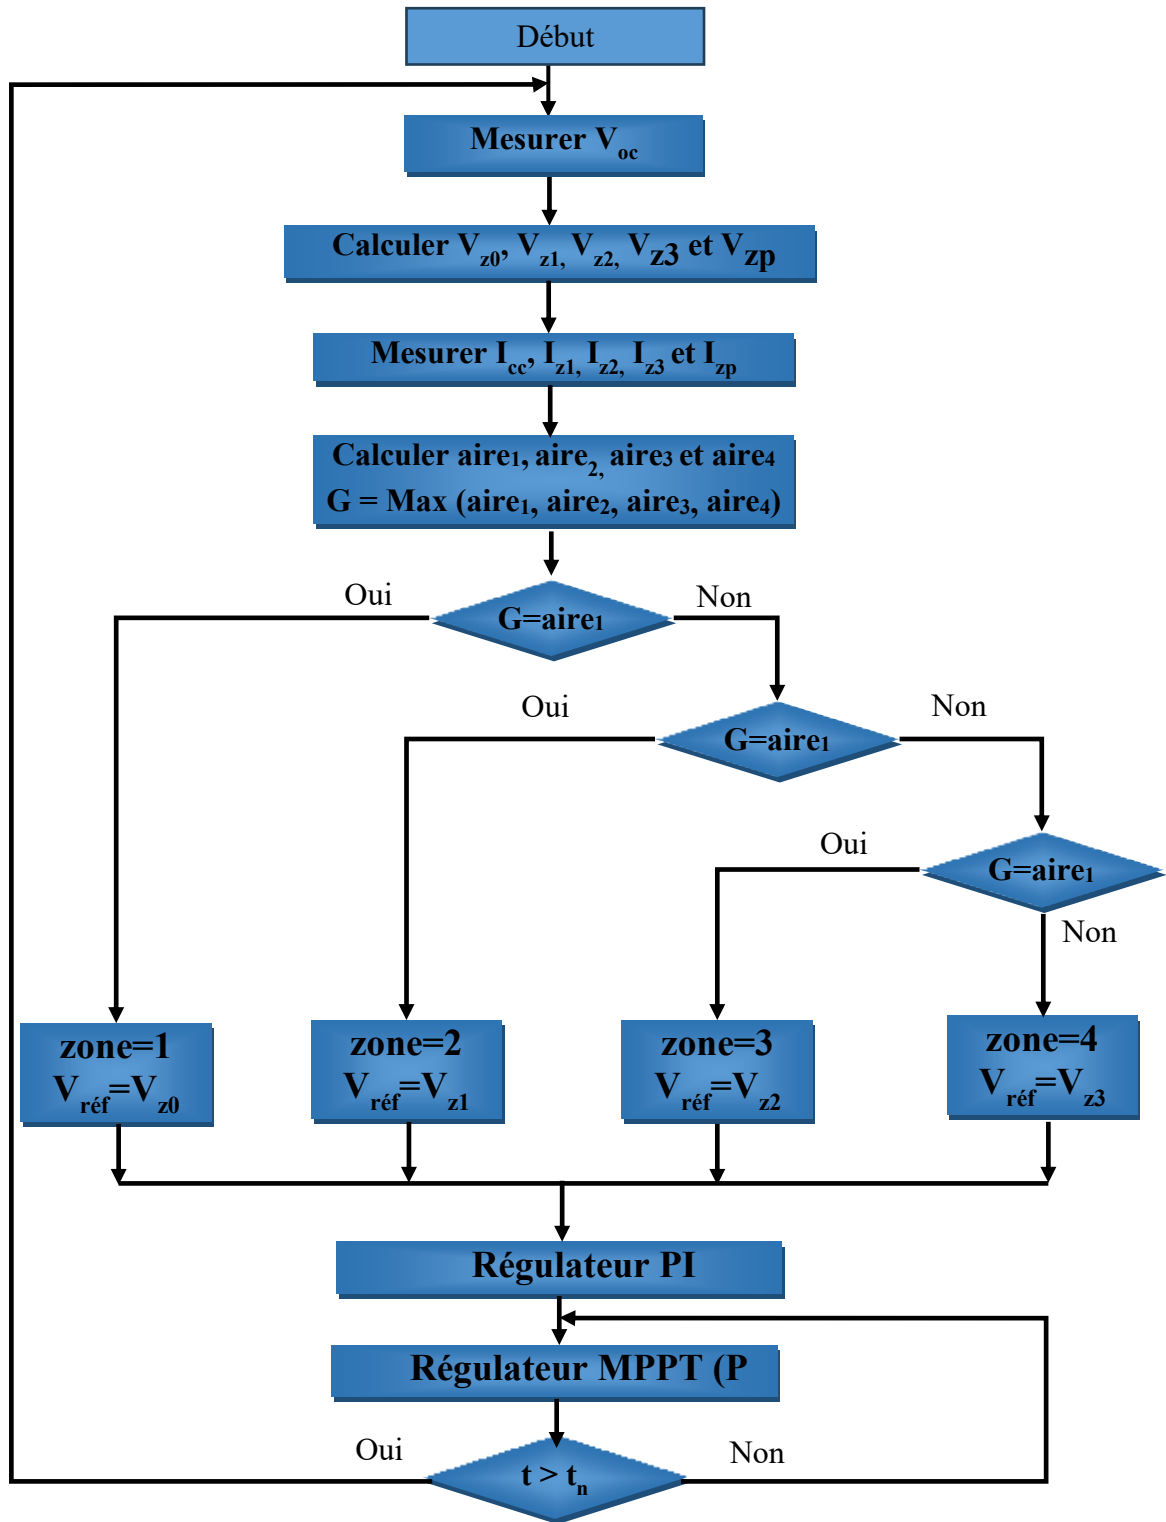 Début
Mesurer Voc
Calculer Vz0, Vz1, Vz2, Vz3 et Vzp
Mesurer Icc, Iz1, Iz2, Iz3 et Izp
Calculer aire1, aire2, aire3 et aire4
G = Max (aire1, aire2, aire3, aire4)
Oui
Non
G=aire1
Oui
Non
G=aire1
Oui
G=aire1
Non
zone=1
Vréf=Vz0
zone=2
Vréf=Vz1
zone=3
Vréf=Vz2
zone=4
Vréf=Vz3
Régulateur PI
Régulateur MPPT (P
Oui
Non
t > tn